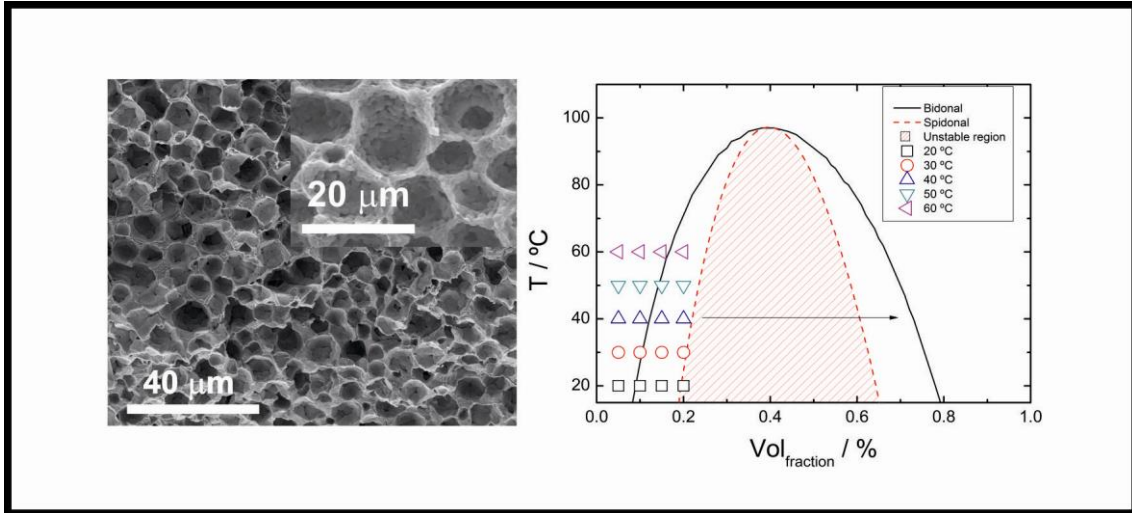 20 μm
40 μm
T / ºC
100
80
60
40
20
0.0 0.2 0.4 0.6 0.8 1.0
Vol fraction / %
Bidonal
Spidonal
Unstable region
20 ºC
30 ºC
40 ºC
50 ºC
60 ºC